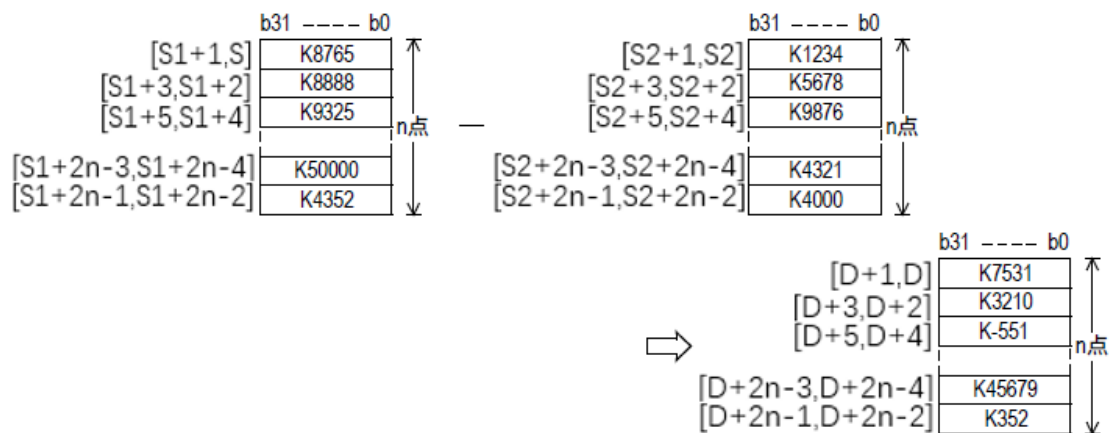 b31 ---- b0
[S1+1,S] K8765
[S1+3,S1+2] K8888
[S1+5,S1+4] K9325
n点
[S1+2n-3,S1+2n-4] K50000
[S1+2n-1,S1+2n-2] K4352
—
b31 ---- b0
[S2+1,S2] K1234
[S2+3,S2+2] K5678
[S2+5,S2+4] K9876
n点
[S2+2n-3,S2+2n-4] K4321
[S2+2n-1,S2+2n-2] K4000
b31 ---- b0
[D+1,D] K7531
[D+3,D+2] K3210
[D+5,D+4] K-551
n点
[D+2n-3,D+2n-4] K45679
[D+2n-1,D+2n-2] K352